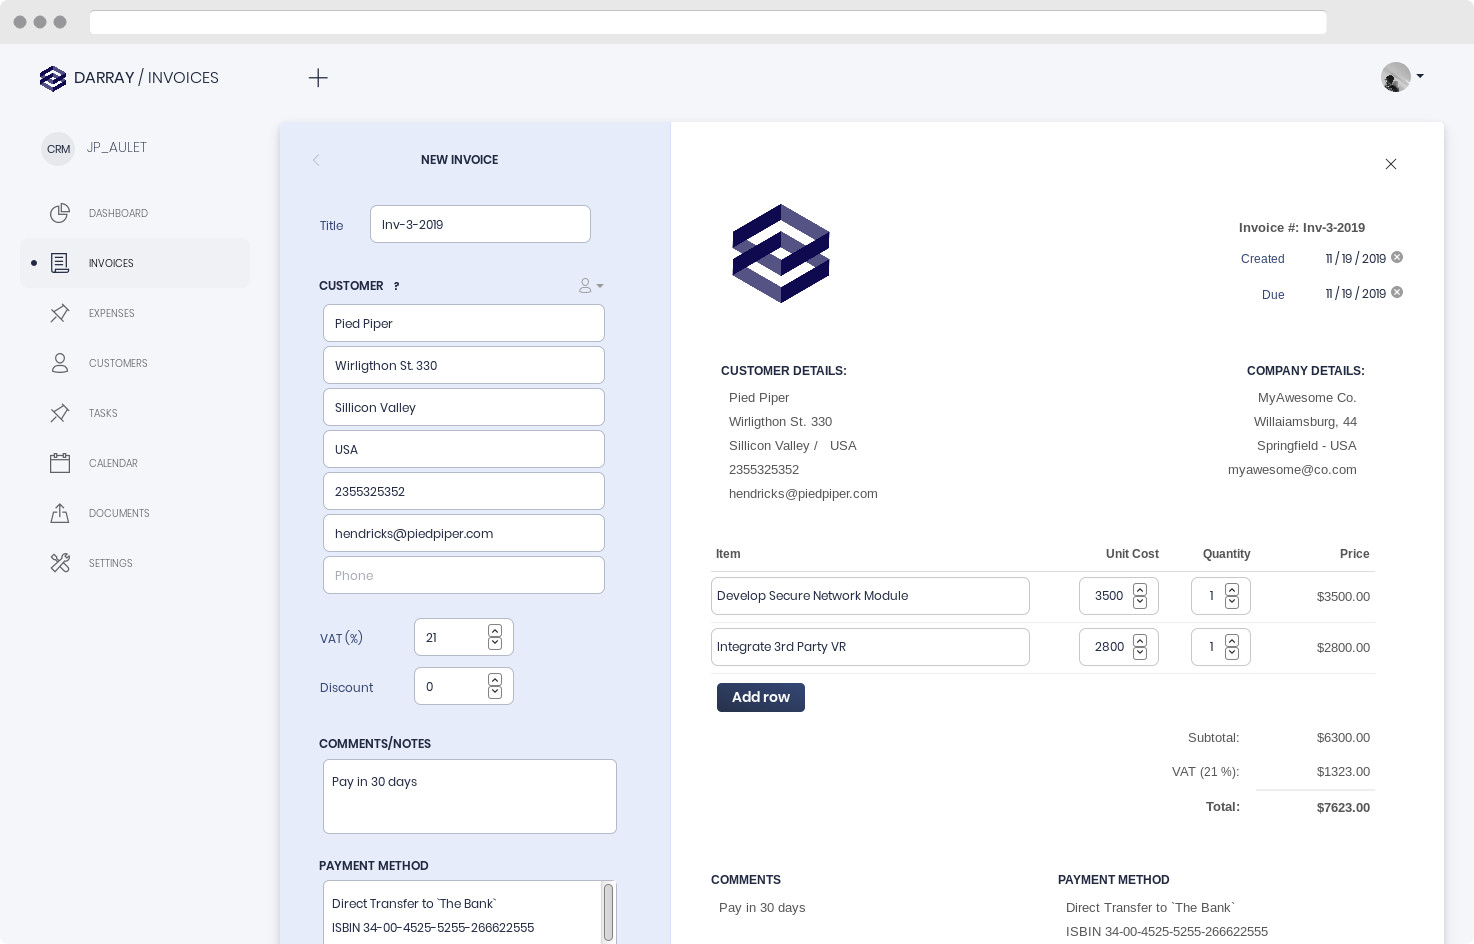 DARRAY / INVOICES
CRM
JP_AULET
DASHBOARD
INVOICES
EXPENSES
CUSTOMERS
TASKS
CALENDAR
DOCUMENTS
SETTINGS
NEW INVOICE
Title
Inv-3-2019
CUSTOMER ?
Pied Piper
Wirligthon St. 330
Sillicon Valley
USA
2355325352
hendricks@piedpiper.com
Phone
VAT (%)
21
Discount
0
COMMENTS/NOTES
Pay in 30 days
PAYMENT METHOD
Direct Transfer to `The Bank`
ISBIN 34-00-4525-5255-266622555
Invoice #: Inv-3-2019
Created 11 / 19 / 2019
Due 11 / 19 / 2019
CUSTOMER DETAILS:
Pied Piper
Wirligthon St. 330
Sillicon Valley / USA
2355325352
hendricks@piedpiper.com
COMPANY DETAILS:
MyAwesome Co.
Willaiamsburg, 44
Springfield - USA
myawesome@co.com
Item Unit Cost Quantity Price
Develop Secure Network Module 3500 1 $3500.00
Integrate 3rd Party VR 2800 1 $2800.00
Add row
Subtotal: $6300.00
VAT (21 %): $1323.00
Total: $7623.00
COMMENTS
Pay in 30 days
PAYMENT METHOD
Direct Transfer to `The Bank`
ISBIN 34-00-4525-5255-266622555